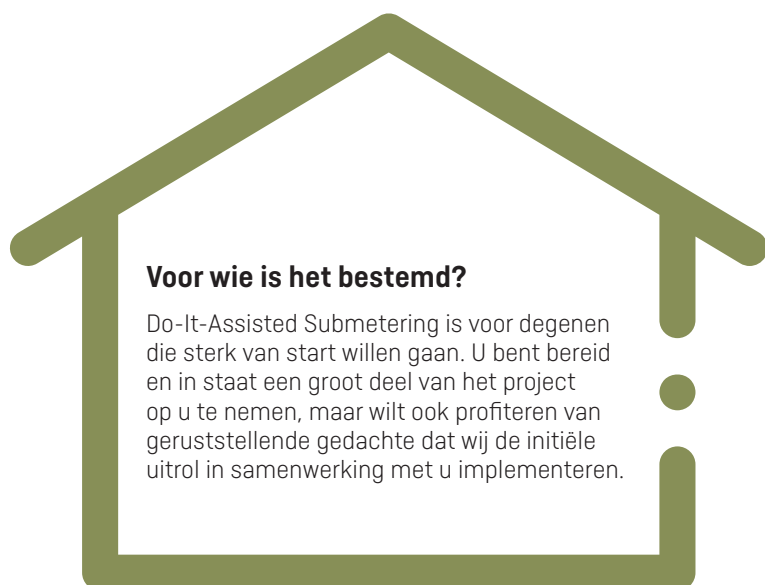 Voor wie is het bestemd?
Do-It-Assisted Submetering is voor degenen
die sterk van start willen gaan. U bent bereid
en in staat een groot deel van het project
op u te nemen, maar wilt ook profiteren van
geruststellende gedachte dat wij de initiële
uitrol in samenwerking met u implementeren.